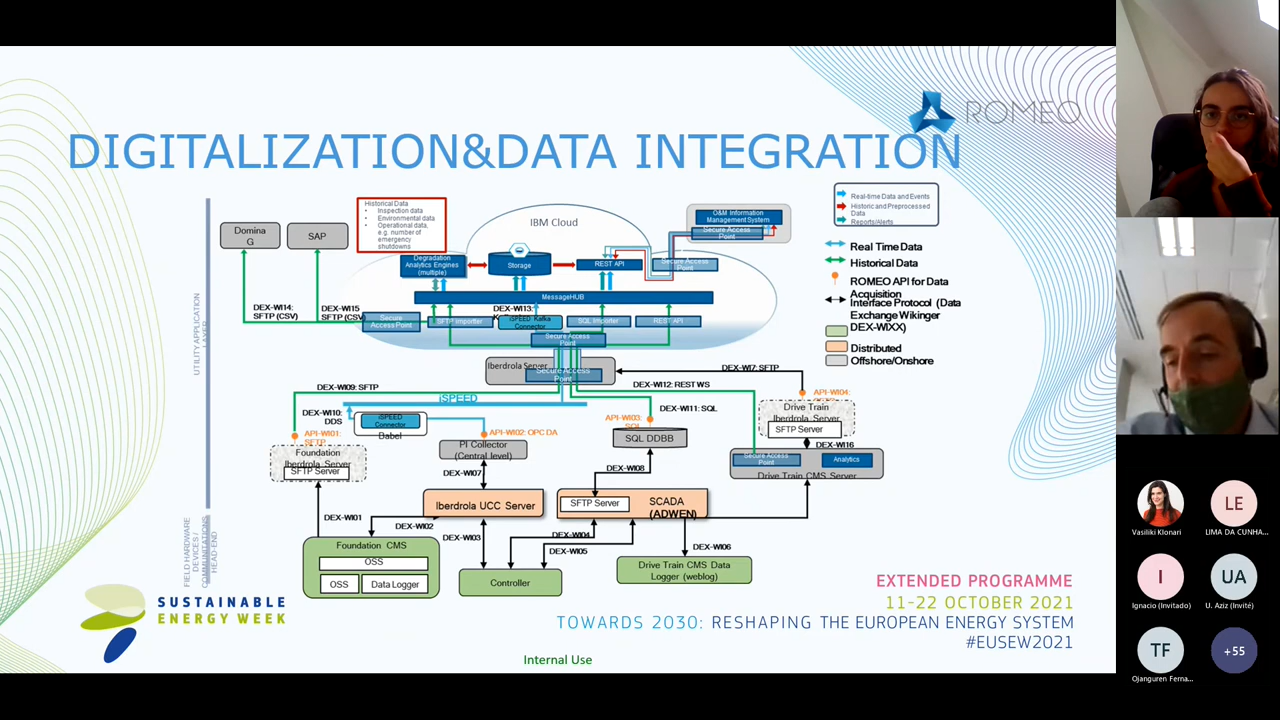 ROMEO
DIGITALIZATION&DATA INTEGRATION
Historical Data
• Inspection data
• Environmental data
• Operational data,
e.g. number of
emergency
shutdowns
Domina
G
SAP
IBM Cloud
O&M Information
Management System
Secure Access
Point
Real-time Data and Events
Historic and Preprocessed
Data
Reports/Alerts
Degradation
Analytics Engines
(multiple)
Storage
REST API
Secure Access
Point
Real Time Data
Historical Data
ROMEO API for Data
Acquisition
Interface Protocol (Data
Exchange Wikinger
DEX-WIXX)
Distributed
Offshore/Onshore
MessageHUB
DEX-WI14:
SFTP (CSV)
DEX-WI15
SFTP (CSV)
Secure
Access Point
SFTP Importer
DEX-WI13:
iSPEED Kafka
Connector
SQL Importer
REST API
Secure Access
Point
UTILITY APPLICATION
LAYER
Iberdrola Server
Secure Access
Point
DEX-WI7: SFTP
DEX-WI09: SFTP
DEX-WI12: REST WS
iSPEED
DEX-WI10:
DDS
iSPEED
Connector
Babel
API-WI02: OPC DA
DEX-WI11: SQL
API-WI03:
SQL
API-WI04:
Drive Train
Iberdrola Server
SFTP Server
API-WI01:
SFTP
Foundation
Iberdrola Server
SFTP Server
PI Collector
(Central level)
SQL DDBB
DEX-WI16
Secure Access
Point
Analytics
Drive Train CMS Server
DEX-WI07
DEX-WI08
Iberdrola UCC Server
SFTP Server
SCADA
(ADWEN)
DEX-WI01
DEX-WI02
DEX-WI03
DEX-WI04
DEX-WI05
DEX-WI06
FIELD HARDWARE
DEVICES /
COMMUNICATIONS
HEAD-END
Foundation CMS
OSS
OSS
Data Logger
Controller
Drive Train CMS Data
Logger (weblog)
SUSTAINABLE
ENERGY WEEK
EXTENDED PROGRAMME
11-22 OCTOBER 2021
TOWARDS 2030: RESHAPING THE EUROPEAN ENERGY SYSTEM
#EUSEW2021
Internal Use
Vasiliki Klonari
LE
LIMA DA CUNHA...
I
Ignacio (Invitado)
UA
U. Aziz (Invité)
TF
Ojanguren Ferna...
+55